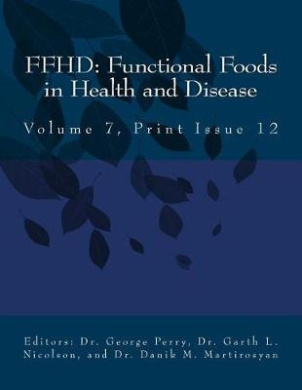 FFHD: Functional Foods
in Health and Disease
Volume 7, Print Issue 12
Editors: Dr. George Perry, Dr. Garth L.
Nicolson, and Dr. Danik M. Martirosyan